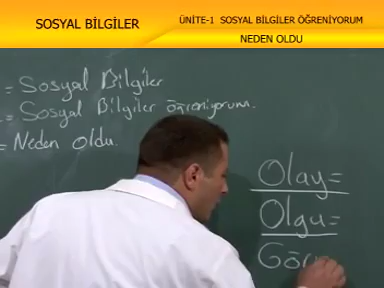 SOSYAL BİLGİLER
ÜNİTE-1 SOSYAL BİLGİLER ÖĞRENİYORUM
NEDEN OLDU
= Sosyal Bilgiler
= Sosyal Bilgiler öğreniyorum.
= Neden oldu.
Olay=
Olgu=
Gör